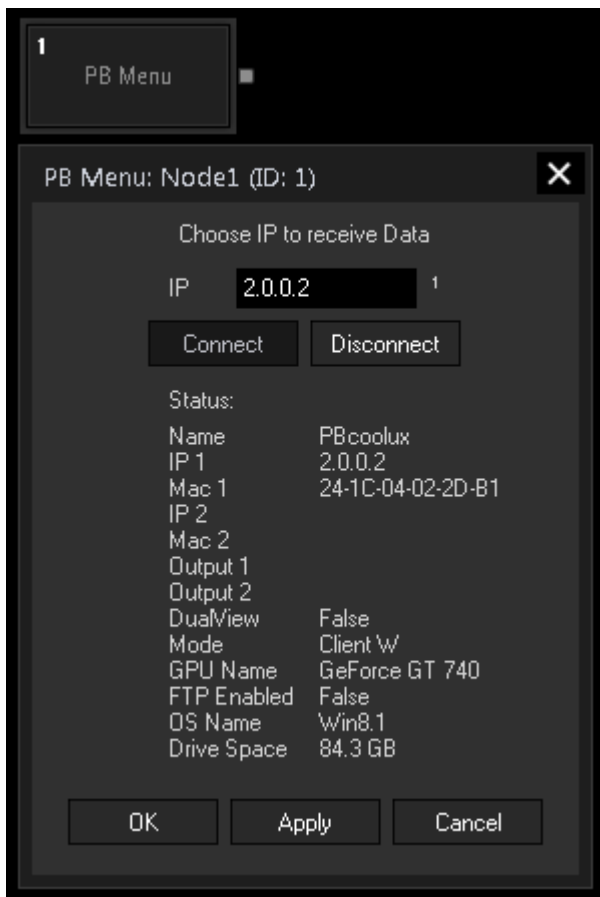 1
PB Menu
PB Menu: Node1 (ID: 1)
Choose IP to receive Data
IP 2.0.0.2 1
Connect Disconnect
Status:
Name PBcoolux
IP 1 2.0.0.2
Mac 1 24-1C-04-02-2D-B1
IP 2
Mac 2
Output 1
Output 2
DualView False
Mode Client W
GPU Name GeForce GT 740
FTP Enabled False
OS Name Win8.1
Drive Space 84.3 GB
OK Apply Cancel